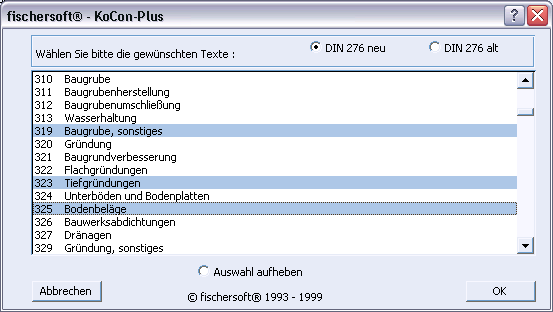 fischersoft® - KoCon-Plus
Wählen Sie bitte die gewünschten Texte :
DIN 276 neu
DIN 276 alt
310 Baugrube
311 Baugrubenherstellung
312 Baugrubenumschließung
313 Wasserhaltung
319 Baugrube, sonstiges
320 Gründung
321 Baugrundverbesserung
322 Flachgründungen
323 Tiefgründungen
324 Unterböden und Bodenplatten
325 Bodenbeläge
326 Bauwerksabdichtungen
327 Dränagen
329 Gründung, sonstiges
Auswahl aufheben
Abbrechen
© fischersoft® 1993 - 1999
OK